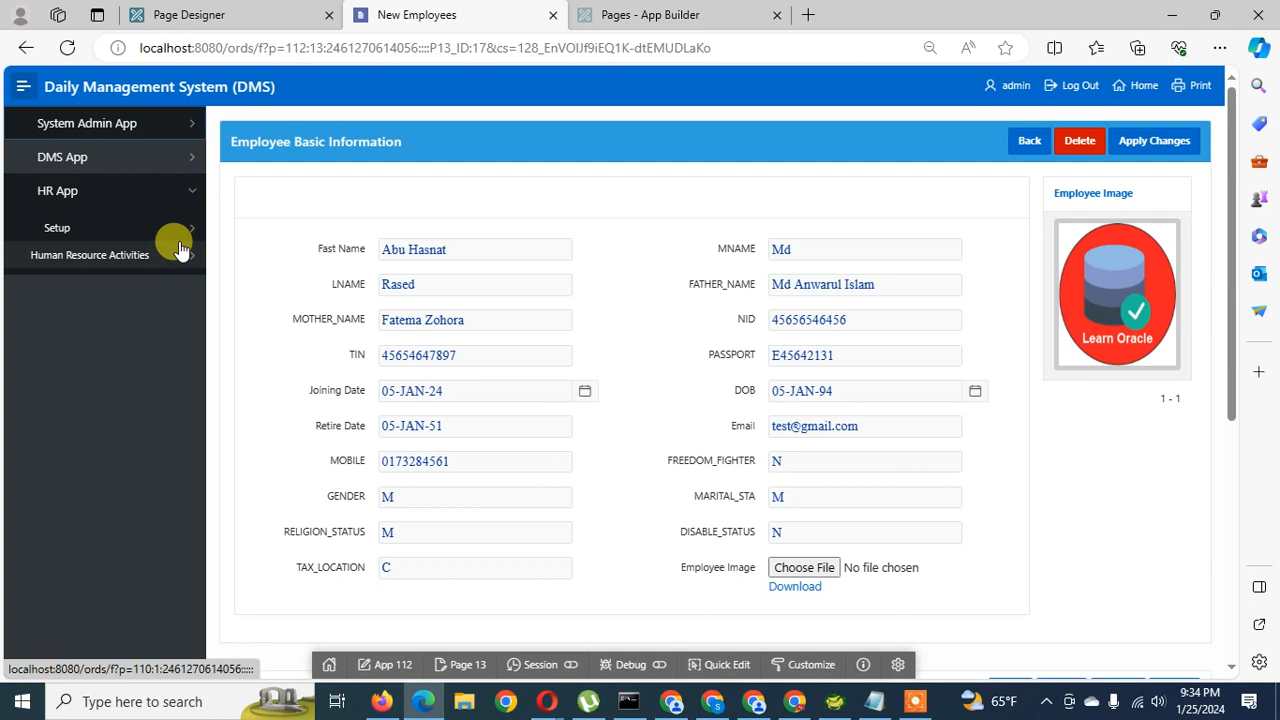 Page Designer
New Employees
Pages - App Builder
localhost:8080/ords/f?p=112:13:2461270614056::::P13_ID:17&cs=128_EnVOIJf9iEQ1K-dtEMUDLaKo
Daily Management System (DMS)
admin
Log Out
Home
Print
System Admin App
DMS App
HR App
Setup
Human Resource Activities
Employee Basic Information
Back
Delete
Apply Changes
Employee Image
Fast Name Abu Hasnat
MNAME Md
LNAME Rased
FATHER_NAME Md Anwarul Islam
MOTHER_NAME Fatema Zohora
NID 45656546456
TIN 45654647897
PASSPORT E45642131
Joining Date 05-JAN-24
DOB 05-JAN-94
Retire Date 05-JAN-51
Email test@gmail.com
MOBILE 0173284561
FREEDOM_FIGHTER N
GENDER M
MARITAL_STA M
RELIGION_STATUS M
DISABLE_STATUS N
TAX_LOCATION C
Employee Image Choose File No file chosen
Download
Learn Oracle
1 - 1
localhost:8080/ords/f?p=110:1:2461270614056:::::
App 112
Page 13
Session
Debug
Quick Edit
Customize
Type here to search
65°F
9:34 PM
1/25/2024